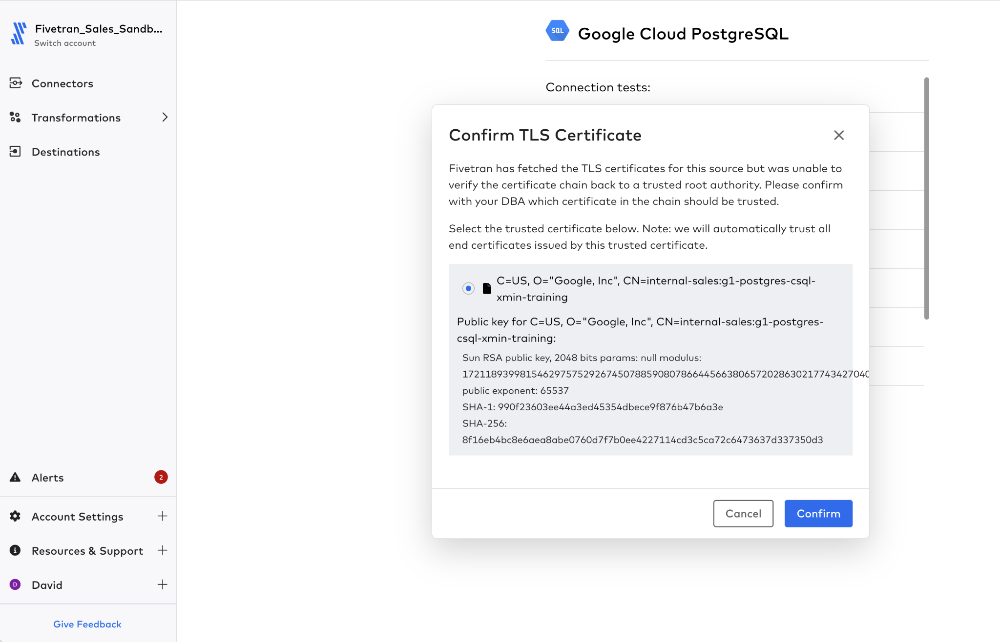 Fivetran_Sales_Sandb...
Switch account
Connectors
Transformations
Destinations
Alerts
2
Account Settings
Resources & Support
D
David
Give Feedback
SQL
Google Cloud PostgreSQL
Connection tests:
Confirm TLS Certificate
Fivetran has fetched the TLS certificates for this source but was unable to
verify the certificate chain back to a trusted root authority. Please confirm
with your DBA which certificate in the chain should be trusted.
Select the trusted certificate below. Note: we will automatically trust all
end certificates issued by this trusted certificate.
C=US, O="Google, Inc", CN=internal-sales:g1-postgres-csql-
xmin-training
Public key for C=US, O="Google, Inc", CN=internal-sales:g1-postgres-
csql-xmin-training:
Sun RSA public key, 2048 bits params: null modulus:
17211893998154629757529267450788590807866445663806572028630217743427040
public exponent: 65537
SHA-1: 990f23603ee44a3ed45354dbece9f876b47b6a3e
SHA-256:
8f16eb4bc8e6aea8abe0760d7f7b0ee4227114cd3c5ca72c6473637d337350d3
Cancel
Confirm